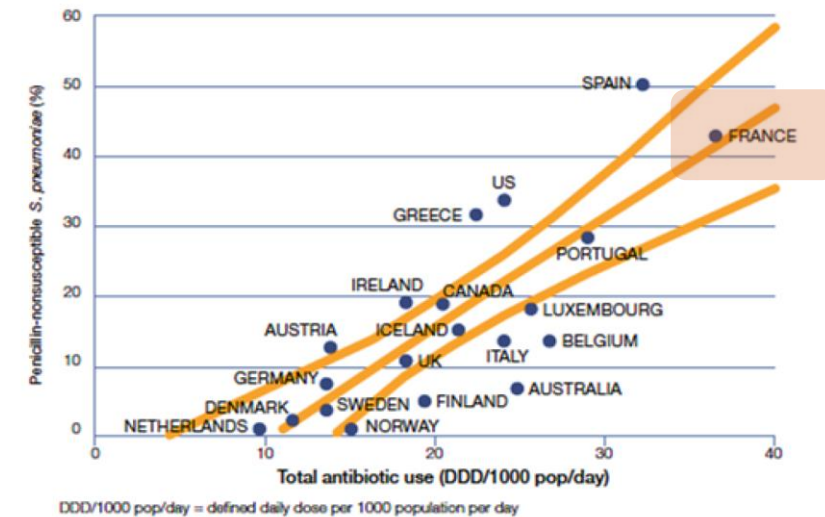 Penicillin-nonsusceptible S. pneumoniae (%)
60
50
40
30
20
10
0
SPAIN
FRANCE
US
GREECE
PORTUGAL
IRELAND
CANADA
LUXEMBOURG
AUSTRIA
ICELAND
ITALY
BELGIUM
UK
GERMANY
AUSTRALIA
DENMARK
SWEDEN
FINLAND
NETHERLANDS
NORWAY
0
10
20
30
40
Total antibiotic use (DDD/1000 pop/day)
DDD/1000 pop/day = defined daily dose per 1000 population per day